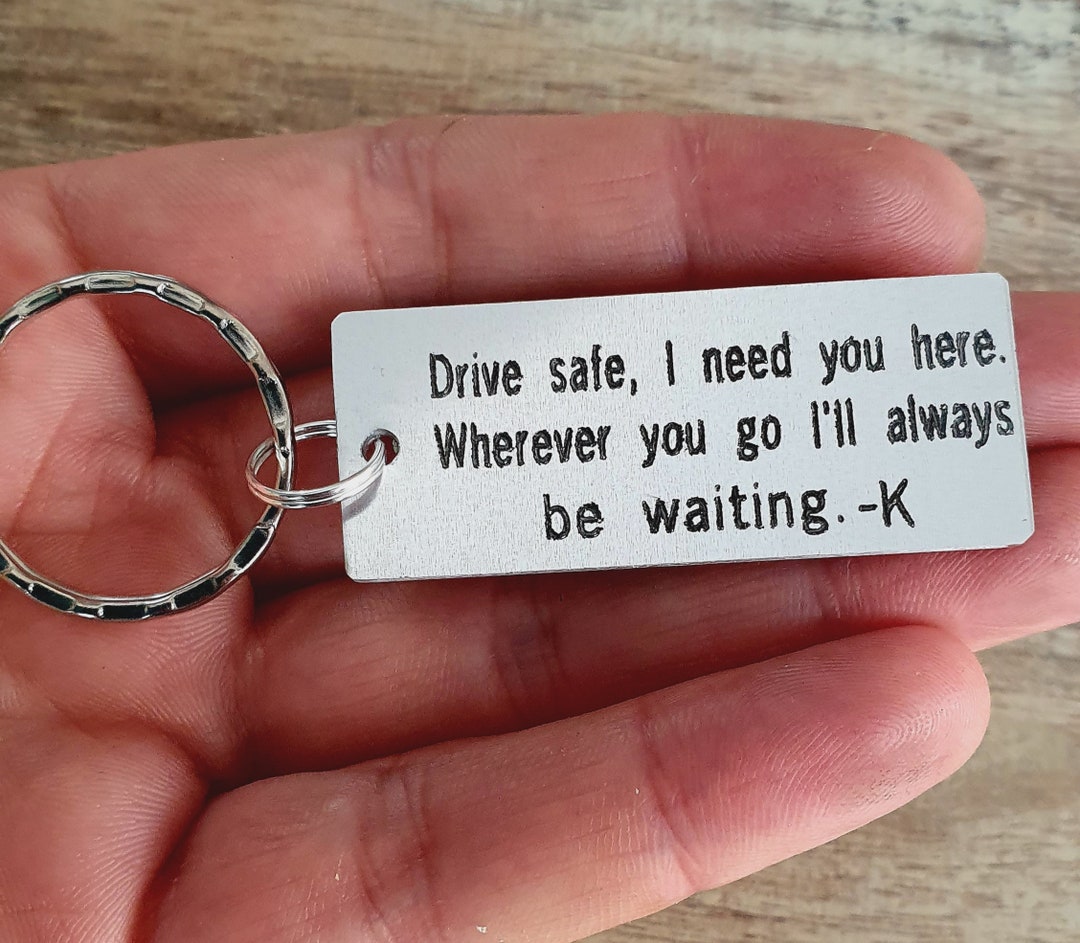 Drive safe, I need you here.
Wherever you go I'll always
be waiting.-K